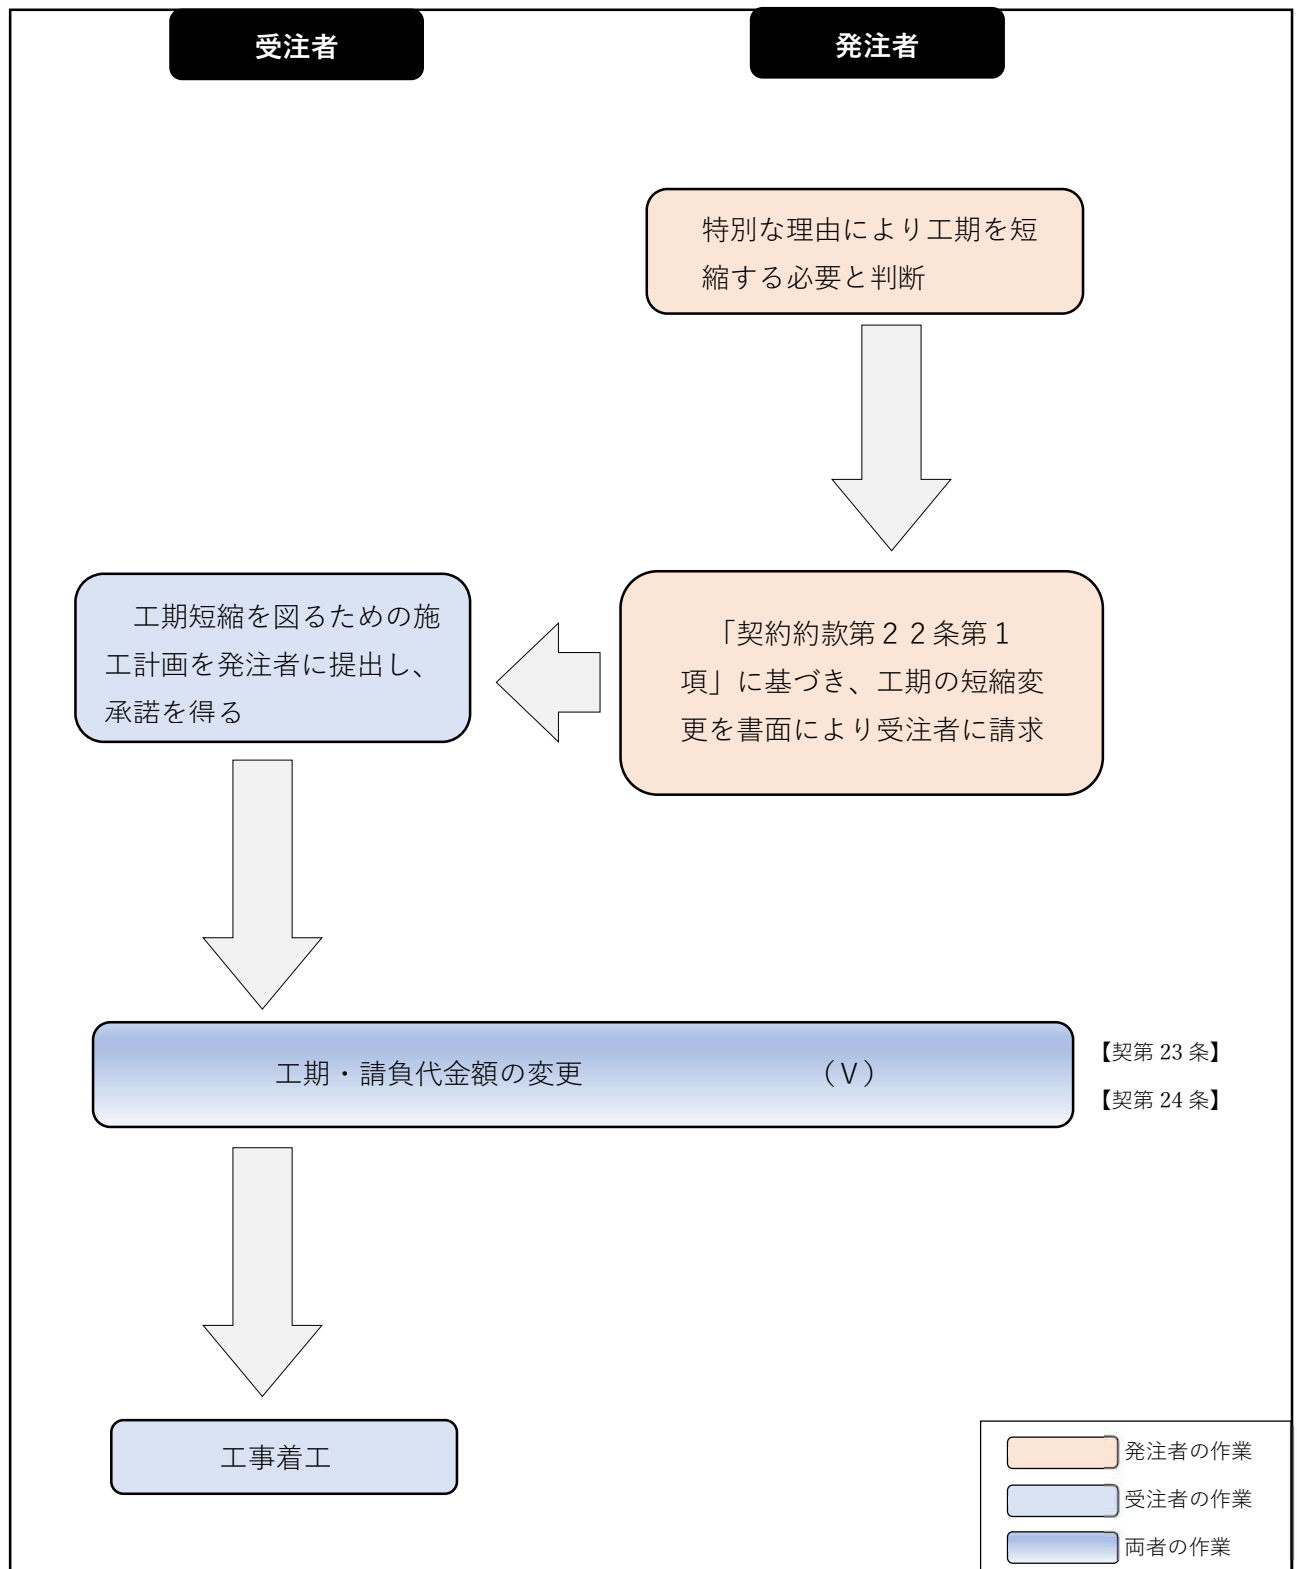 受注者
発注者
特別な理由により工期を短
縮する必要と判断
「契約約款第２２条第１
項」に基づき、工期の短縮変
更を書面により受注者に請求
工期短縮を図るための施
工計画を発注者に提出し、
承諾を得る
工期・請負代金額の変更 （Ⅴ）
【契第 23 条】
【契第 24 条】
工事着工
発注者の作業
受注者の作業
両者の作業